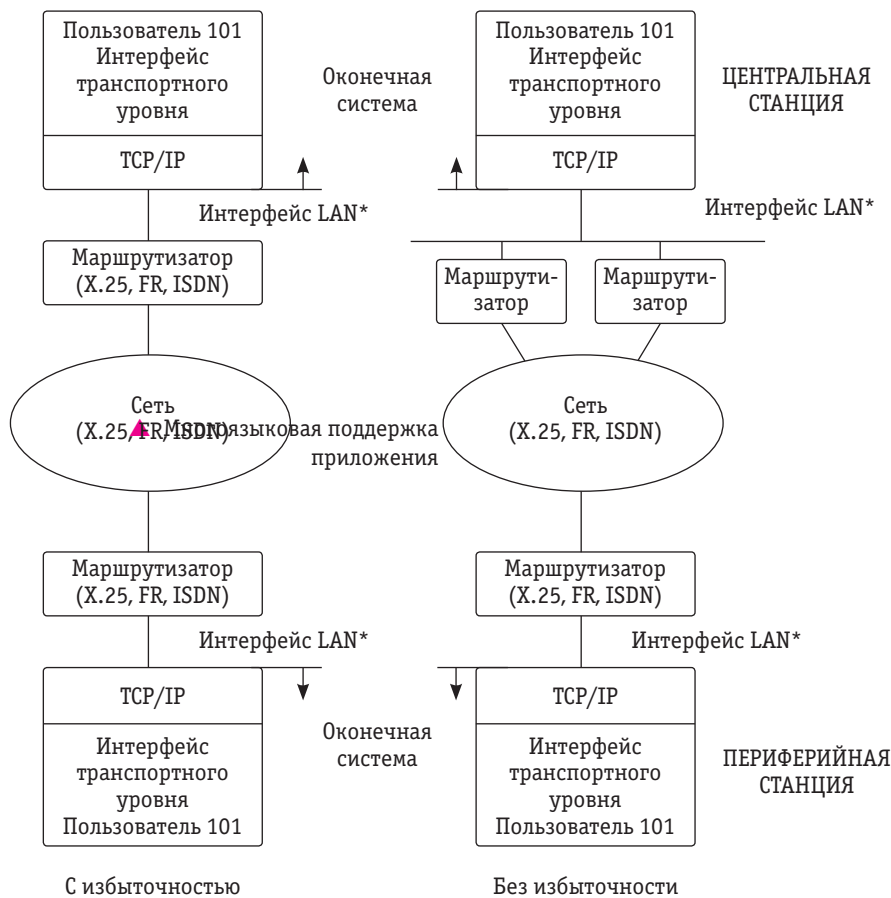 Пользователь 101
Интерфейс
транспортного
уровня
TCP/IP
Оконечная
система
Пользователь 101
Интерфейс
транспортного
уровня
TCP/IP
ЦЕНТРАЛЬНАЯ
СТАНЦИЯ
Интерфейс LAN*
Интерфейс LAN*
Маршрутизатор
(X.25, FR, ISDN)
Маршрути-
затор
Маршрути-
затор
Сеть
(X.25, FR, ISDN)
Многоязыковая поддержка
приложения
Сеть
(X.25, FR, ISDN)
Маршрутизатор
(X.25, FR, ISDN)
Маршрутизатор
(X.25, FR, ISDN)
Интерфейс LAN*
Интерфейс LAN*
TCP/IP
Интерфейс
транспортного
уровня
Пользователь 101
Оконечная
система
TCP/IP
Интерфейс
транспортного
уровня
Пользователь 101
ПЕРИФЕРИЙНАЯ
СТАНЦИЯ
С избыточностью
Без избыточности